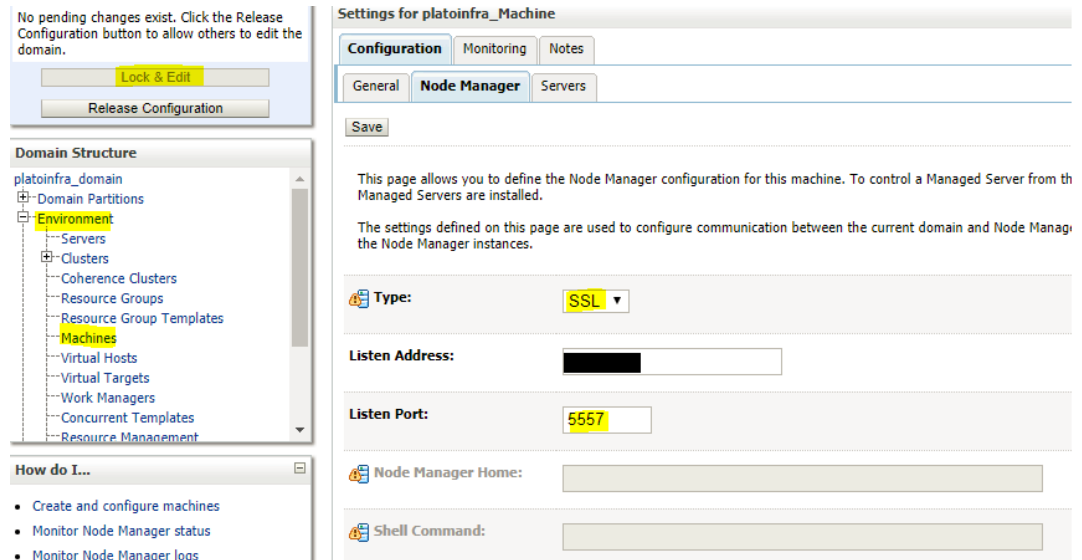 No pending changes exist. Click the Release
Configuration button to allow others to edit the
domain.
Lock & Edit
Release Configuration
Domain Structure
platoinfra_domain
Domain Partitions
Environment
Servers
Clusters
Coherence Clusters
Resource Groups
Resource Group Templates
Machines
Virtual Hosts
Virtual Targets
Work Managers
Concurrent Templates
Resource Management
How do I...
• Create and configure machines
• Monitor Node Manager status
• Monitor Node Manager logs
Settings for platoinfra_Machine
Configuration Monitoring Notes
General Node Manager Servers
Save
This page allows you to define the Node Manager configuration for this machine. To control a Managed Server from
Managed Servers are installed.
The settings defined on this page are used to configure communication between the current domain and Node
the Node Manager instances.
Type: SSL
Listen Address:
Listen Port: 5557
Node Manager Home:
Shell Command: